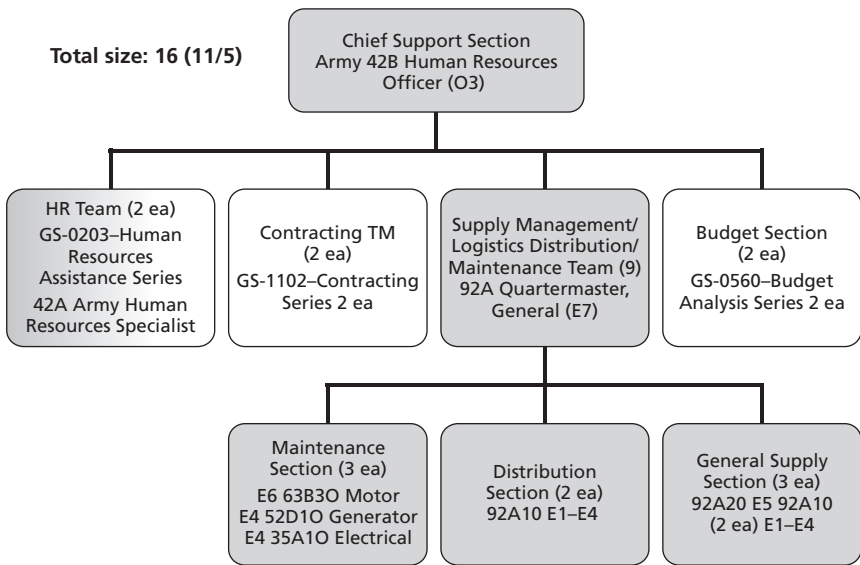 Total size: 16 (11/5)
Chief Support Section
Army 42B Human Resources
Officer (O3)
HR Team (2 ea)
GS-0203–Human
Resources
Assistance Series
42A Army Human
Resources Specialist
Contracting TM
(2 ea)
GS-1102–Contracting
Series 2 ea
Supply Management/
Logistics Distribution/
Maintenance Team (9)
92A Quartermaster,
General (E7)
Budget Section
(2 ea)
GS-0560–Budget
Analysis Series 2 ea
Maintenance
Section (3 ea)
E6 63B3O Motor
E4 52D1O Generator
E4 35A1O Electrical
Distribution
Section (2 ea)
92A10 E1–E4
General Supply
Section (3 ea)
92A20 E5 92A10
(2 ea) E1–E4